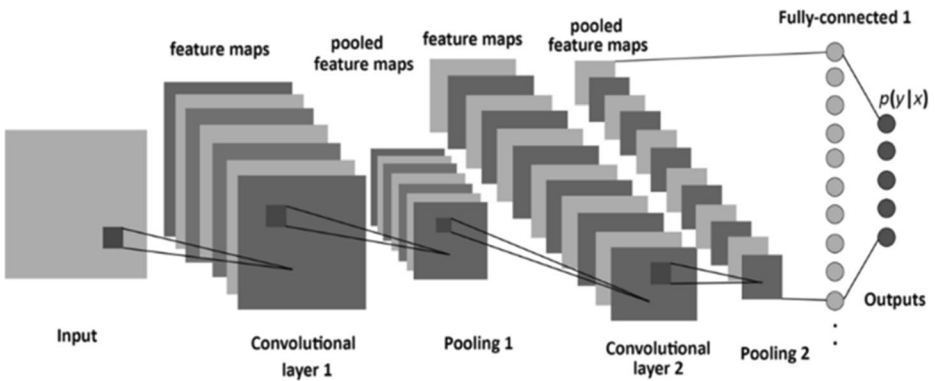 Fully-connected 1
feature maps
pooled
feature maps
feature maps
pooled
feature maps
p(y|x)
Input
Convolutional
layer 1
Pooling 1
Convolutional
layer 2
Pooling 2
Outputs